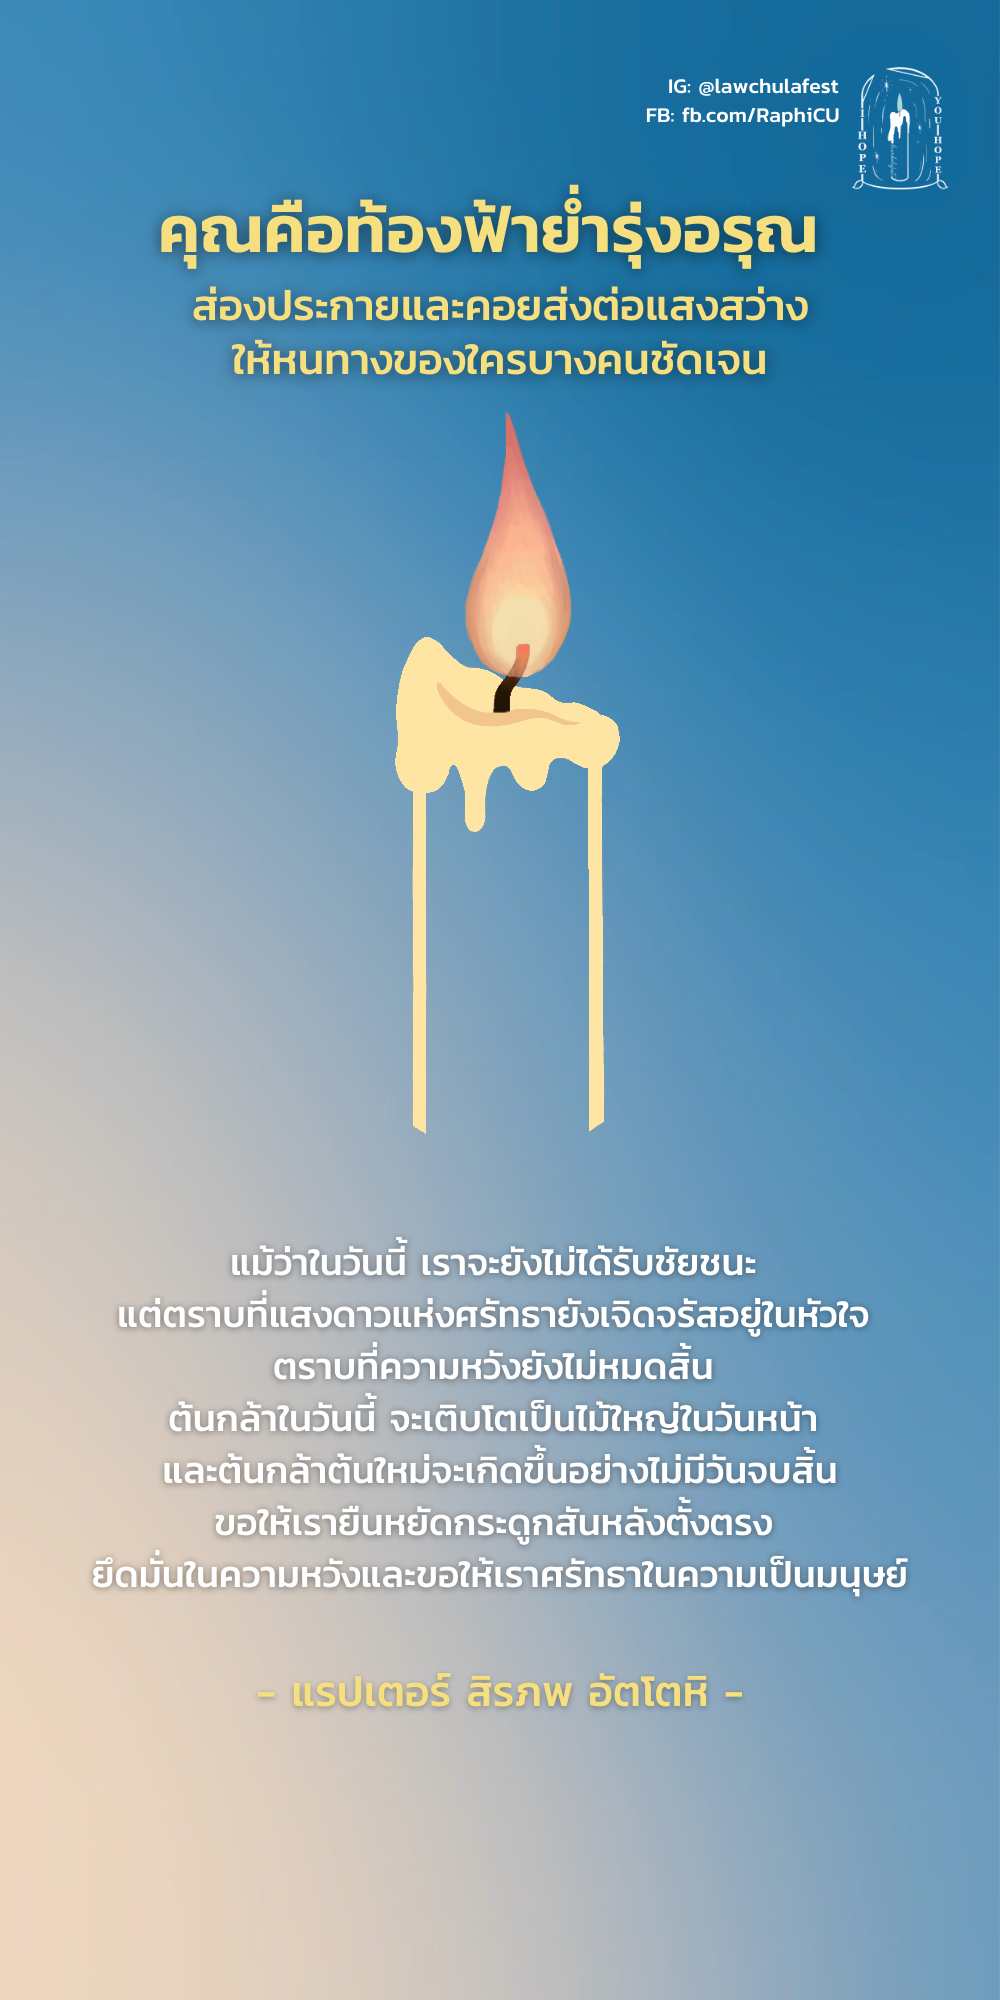 IG: @lawchulafest
FB: fb.com/RaphiCU
I HOPE
YOU HOPE
คุณคือท้องฟ้าย่ำรุ่งอรุณ
ส่องประกายและคอยส่งต่อแสงสว่าง
ให้หนทางของใครบางคนชัดเจน
แม้ว่าในวันนี้ เราจะยังไม่ได้รับชัยชนะ
แต่ตราบที่แสงดาวแห่งศรัทธายังเจิดจรัสอยู่ในหัวใจ
ตราบที่ความหวังยังไม่หมดสิ้น
ต้นกล้าในวันนี้ จะเติบโตเป็นไม้ใหญ่ในวันหน้า
และต้นกล้าต้นใหม่จะเกิดขึ้นอย่างไม่มีวันจบสิ้น
ขอให้เรายืนหยัดกระดูกสันหลังตั้งตรง
ยึดมั่นในความหวังและขอให้เราศรัทธาในความเป็นมนุษย์
- แรปเตอร์ สิรภพ อัตโตหิ -